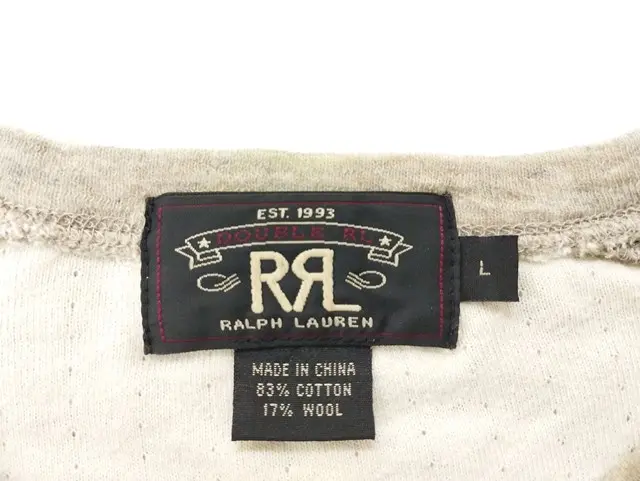 EST. 1993
DOUBLE RL
RRL
RALPH LAUREN
L
MADE IN CHINA
83% COTTON
17% WOOL